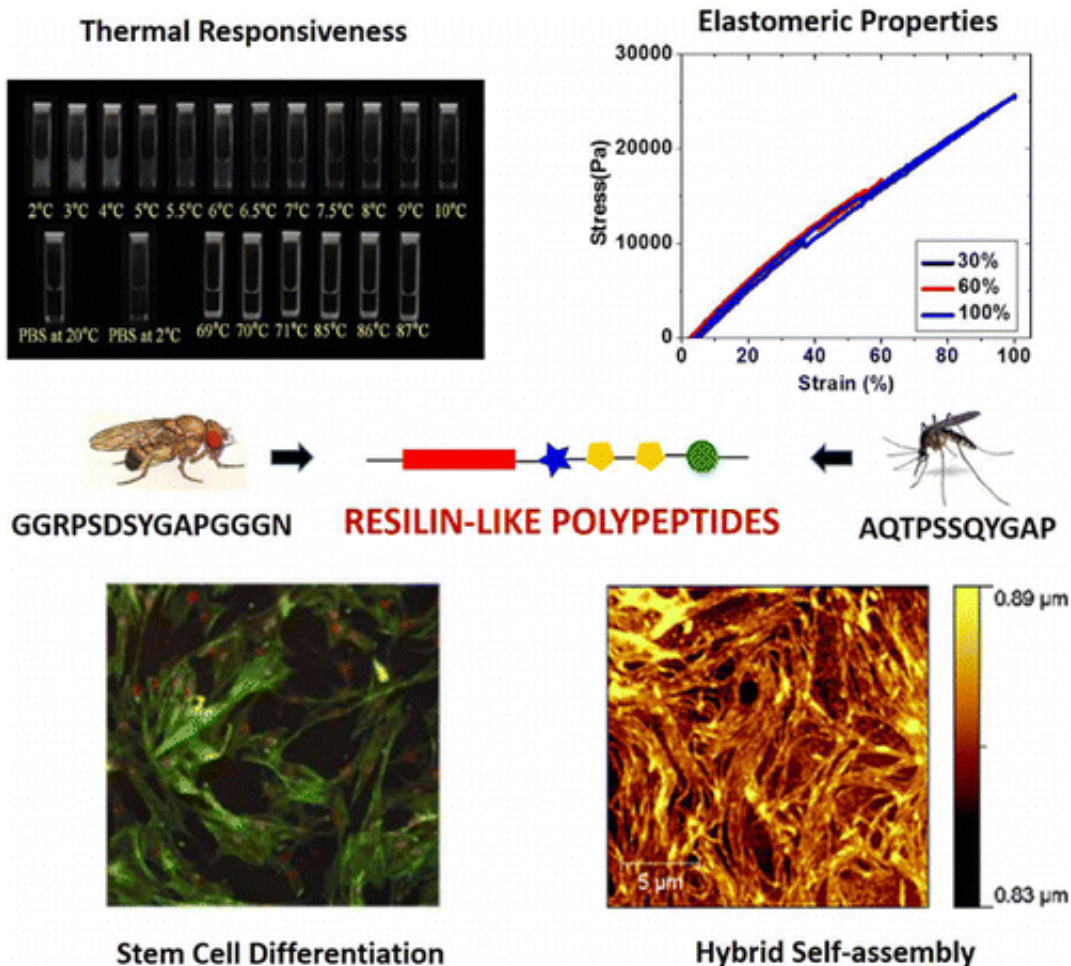 Thermal Responsiveness
2°C 3°C 4°C 5°C 5.5°C 6°C 6.5°C 7°C 7.5°C 8°C 9°C 10°C
PBS at 20°C PBS at 2°C 69°C 70°C 71°C 85°C 86°C 87°C
Elastomeric Properties
30000
20000
10000
0
Stress(Pa)
30%
60%
100%
0 20 40 60 80 100
Strain (%)
GGRPSDSYGAPGGGN
RESILIN-LIKE POLYPEPTIDES
AQTPSSQYGAP
5 µm
0.89 µm
0.83 µm
Stem Cell Differentiation
Hybrid Self-assembly